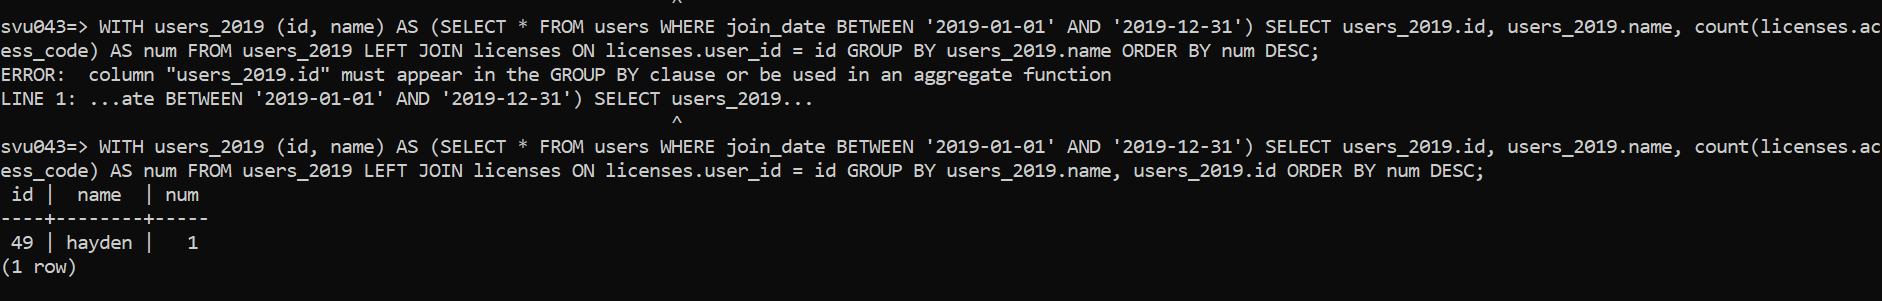 ^
svu043=> WITH users_2019 (id, name) AS (SELECT * FROM users WHERE join_date BETWEEN '2019-01-01' AND '2019-12-31') SELECT users_2019.id, users_2019.name, count(licenses.acc
ess_code) AS num FROM users_2019 LEFT JOIN licenses ON licenses.user_id = id GROUP BY users_2019.name ORDER BY num DESC;
ERROR:  column "users_2019.id" must appear in the GROUP BY clause or be used in an aggregate function
LINE 1: ...ate BETWEEN '2019-01-01' AND '2019-12-31') SELECT users_2019...
^
svu043=> WITH users_2019 (id, name) AS (SELECT * FROM users WHERE join_date BETWEEN '2019-01-01' AND '2019-12-31') SELECT users_2019.id, users_2019.name, count(licenses.acc
ess_code) AS num FROM users_2019 LEFT JOIN licenses ON licenses.user_id = id GROUP BY users_2019.name, users_2019.id ORDER BY num DESC;
 id |  name  | num
----+--------+-----
 49 | hayden |   1
(1 row)